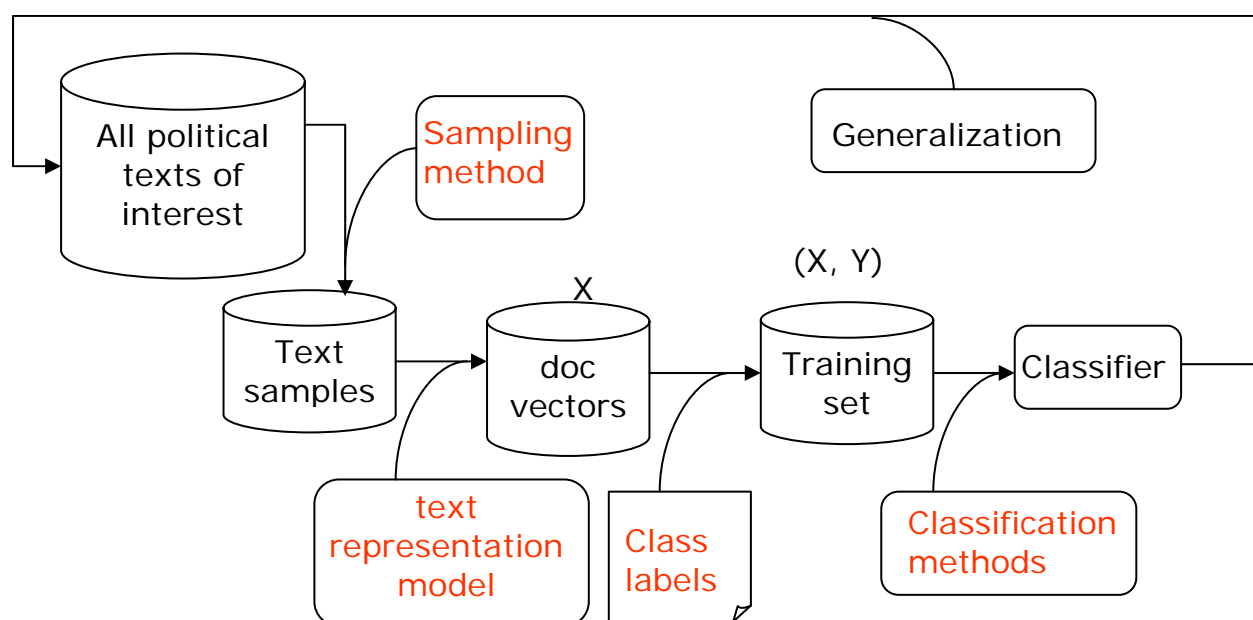 All political
texts of
interest
Sampling
method
Generalization
X
(X, Y)
Text
samples
doc
vectors
Training
set
Classifier
text
representation
model
Class
labels
Classification
methods